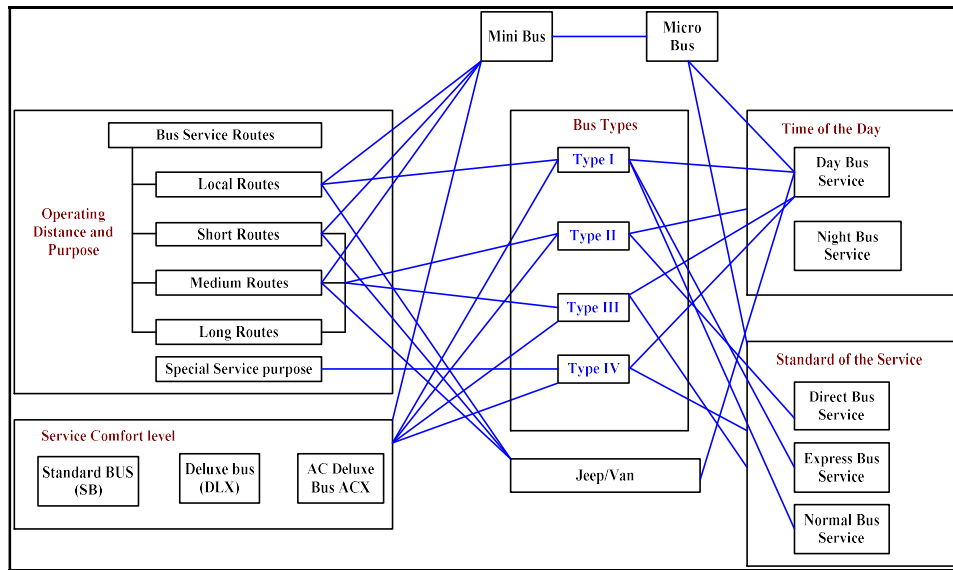 Mini Bus
Micro
Bus
Bus Service Routes
Local Routes
Operating
Distance and
Purpose
Short Routes
Medium Routes
Long Routes
Special Service purpose
Service Comfort level
Standard BUS
(SB)
Deluxe bus
(DLX)
AC Deluxe
Bus ACX
Bus Types
Type I
Type II
Type III
Type IV
Jeep/Van
Time of the Day
Day Bus
Service
Night Bus
Service
Standard of the Service
Direct Bus
Service
Express Bus
Service
Normal Bus
Service